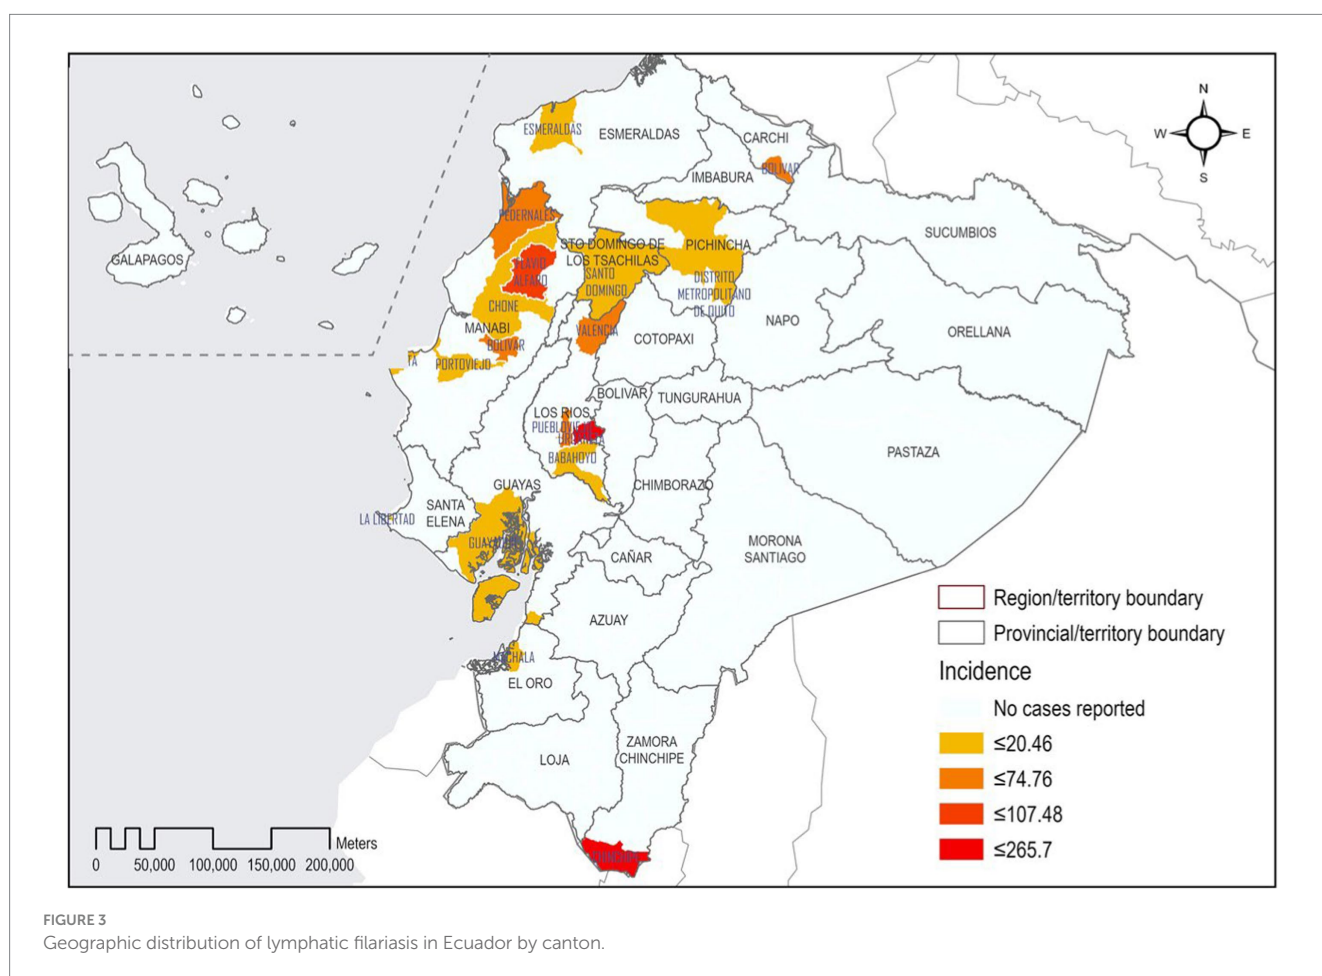 N
W
E
S
ESMERALDAS
ESMERALDAS
CARCHI
BOLIVAR
IMBABURA
PEDERNALES
SUCUMBIOS
STO DOMINGO DE
LOS TSACHILAS
PICHINCHA
GALAPAGOS
FLAVIO
ALFARO
SANTO
DOMINGO
DISTRITO
METROPOLITANO
DE QUITO
CHONE
NAPO
ORELLANA
MANABI
VALENCIA
COTOPAXI
BOLIVAR
TA
PORTOVIEJO
BOLIVAR
TUNGURAHUA
LOS RIOS
BABAHOYO
PASTAZA
GUAYAS
CHIMBORAZO
SANTA
ELENA
LA LIBERTAD
MORONA
SANTIAGO
CAÑAR
AZUAY
MACHALA
EL ORO
ZAMORA
CHINCHIPE
LOJA
Region/territory boundary
Provincial/territory boundary
Incidence
No cases reported
≤20.46
≤74.76
≤107.48
≤265.7
Meters
0 50,000 100,000 150,000 200,000
FIGURE 3
Geographic distribution of lymphatic filariasis in Ecuador by canton.